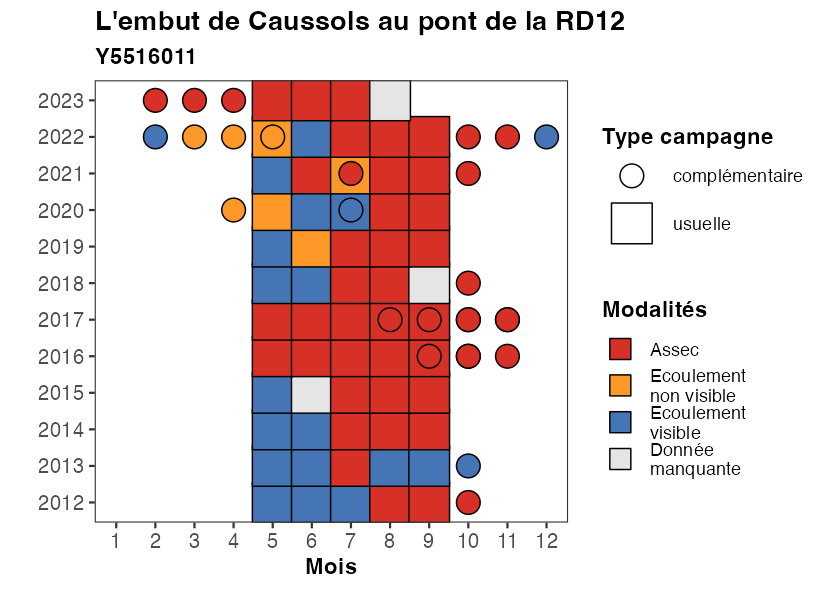 L'embut de Caussols au pont de la RD12
Y5516011
2023
2022
2021
2020
2019
2018
2017
2016
2015
2014
2013
2012
1 2 3 4 5 6 7 8 9 10 11 12
Mois
Type campagne
complémentaire
usuelle
Modalités
Assec
Ecoulement
non visible
Ecoulement
visible
Donnée
manquante